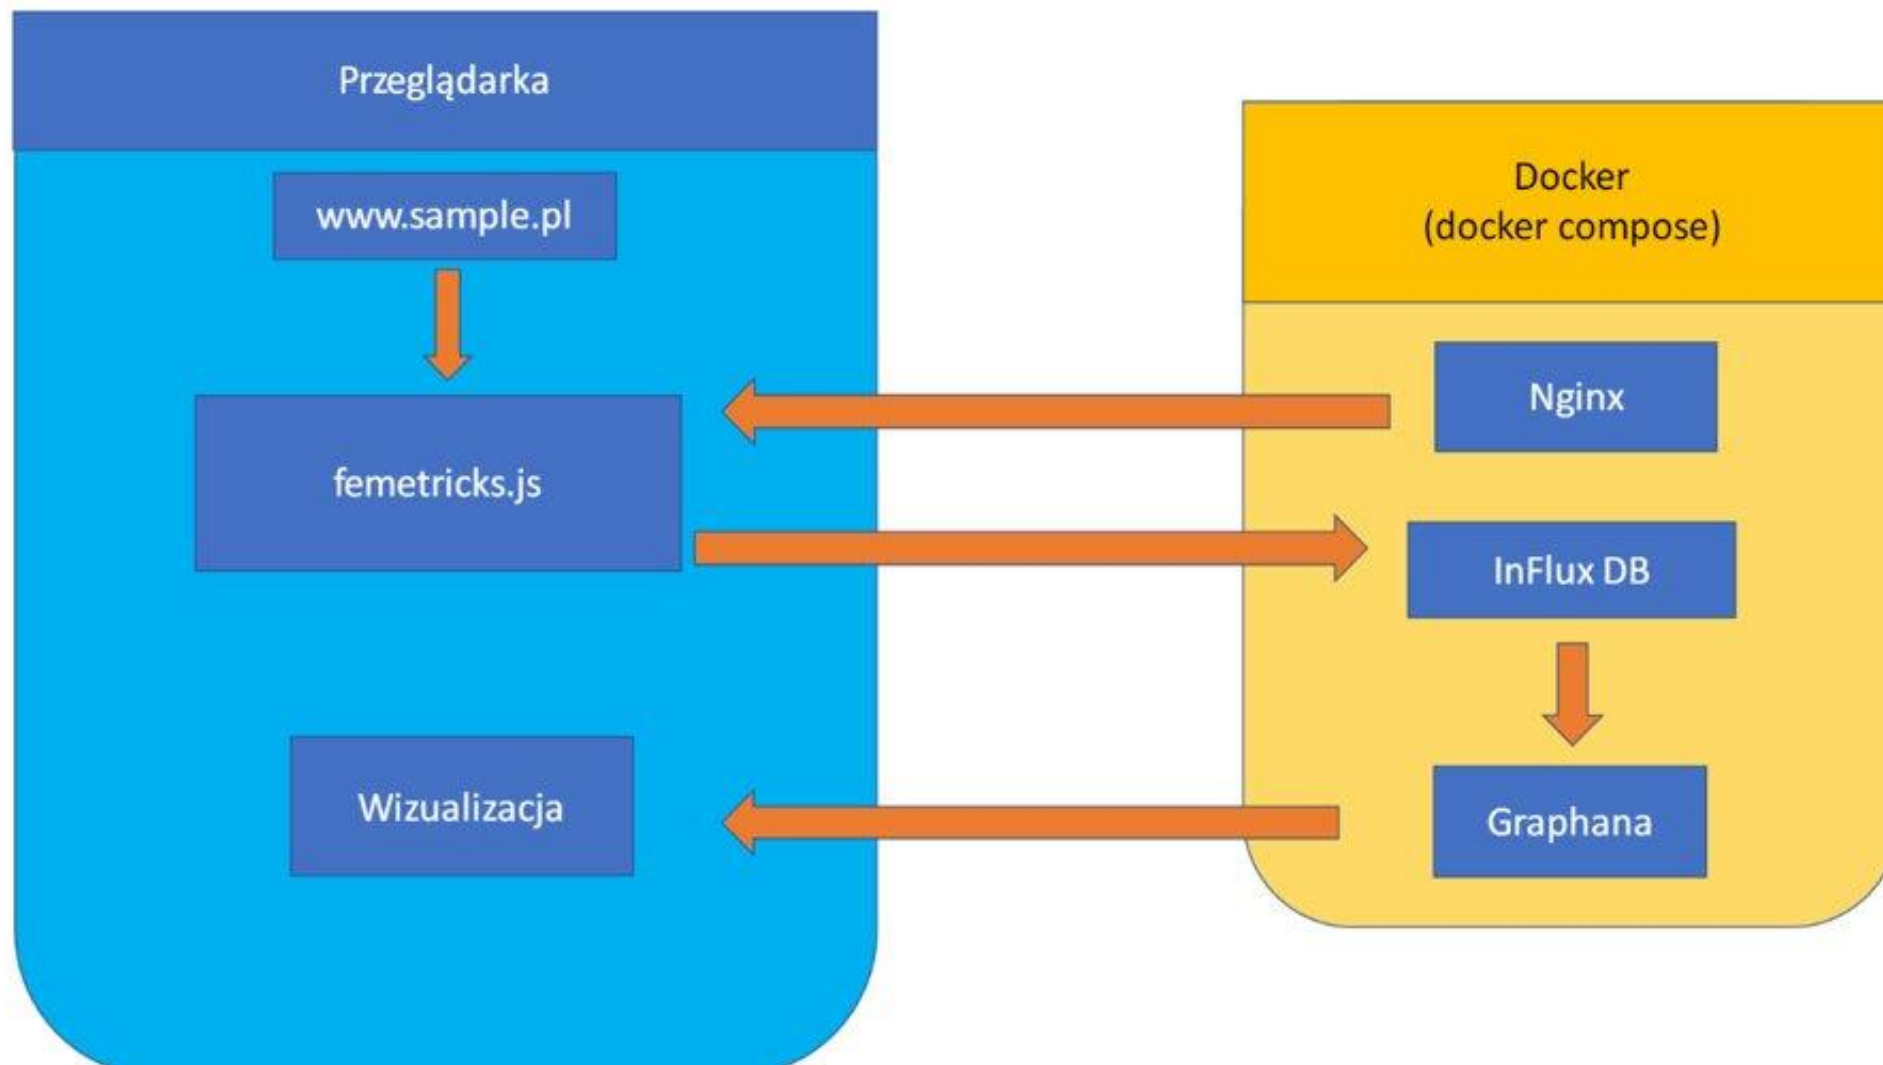 Przeglądarka
www.sample.pl
femetricks.js
Wizualizacja
Docker
(docker compose)
Nginx
InFlux DB
Graphana